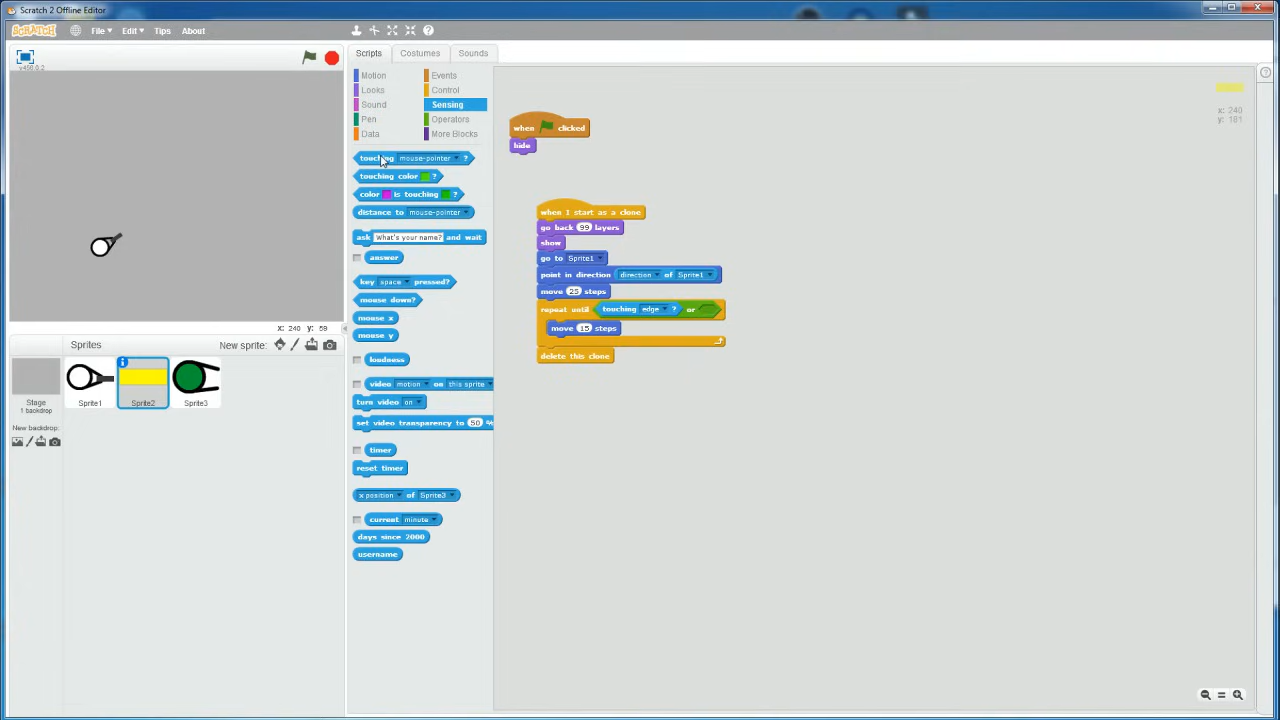 Scratch 2 Offline Editor
SCRATCH File Edit Tips About
v458.0.2
Scripts Costumes Sounds
Motion Events
Looks Control
Sound Sensing
Pen Operators
Data More Blocks
touching mouse-pointer ?
touching color ?
color is touching ?
distance to mouse-pointer
ask What's your name? and wait
answer
key space pressed?
mouse down?
mouse x
mouse y
loudness
video motion on this sprite
turn video on
set video transparency to 50 %
timer
reset timer
x position of Sprite3
current minute
days since 2000
username
when clicked
hide
when I start as a clone
go back 99 layers
show
go to Sprite1
point in direction direction of Sprite1
move 25 steps
repeat until touching edge ? or
move 15 steps
delete this clone
x: 240
y: 181
x: 240 y: 59
Sprites New sprite:
Stage
1 backdrop
New backdrop:
Sprite1 Sprite2 Sprite3